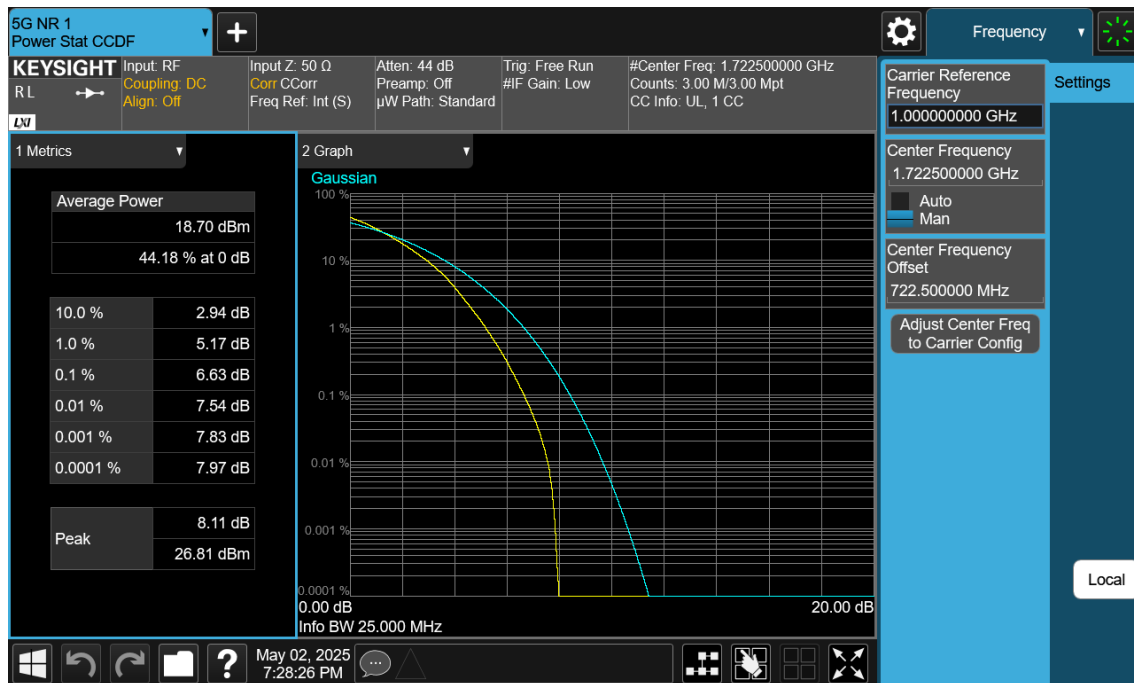 5G NR 1
Power Stat CCDF
+
Frequency
KEYSIGHT
RL
LXI
Input: RF
Coupling: DC
Align: Off
Input Z: 50 Ω
Corr CCorr
Freq Ref: Int (S)
Atten: 44 dB
Preamp: Off
µW Path: Standard
Trig: Free Run
#IF Gain: Low
#Center Freq: 1.722500000 GHz
Counts: 3.00 M/3.00 Mpt
CC Info: UL, 1 CC
1 Metrics
Average Power
18.70 dBm
44.18 % at 0 dB
10.0 % 2.94 dB
1.0 % 5.17 dB
0.1 % 6.63 dB
0.01 % 7.54 dB
0.001 % 7.83 dB
0.0001 % 7.97 dB
Peak
8.11 dB
26.81 dBm
2 Graph
Gaussian
100 %
10 %
1 %
0.1 %
0.01 %
0.001 %
0.0001 %
0.00 dB 20.00 dB
Info BW 25.000 MHz
Carrier Reference
Frequency
1.000000000 GHz
Center Frequency
1.722500000 GHz
Auto
Man
Center Frequency
Offset
722.500000 MHz
Adjust Center Freq
to Carrier Config
Settings
Local
?
May 02, 2025
7:28:26 PM